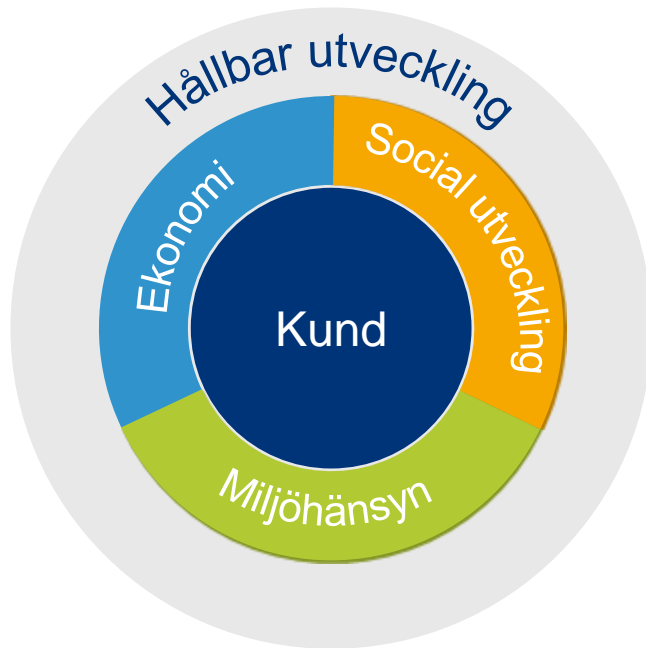 Hållbar utveckling
Ekonomi
Social utveckling
Kund
Miljöhänsyn